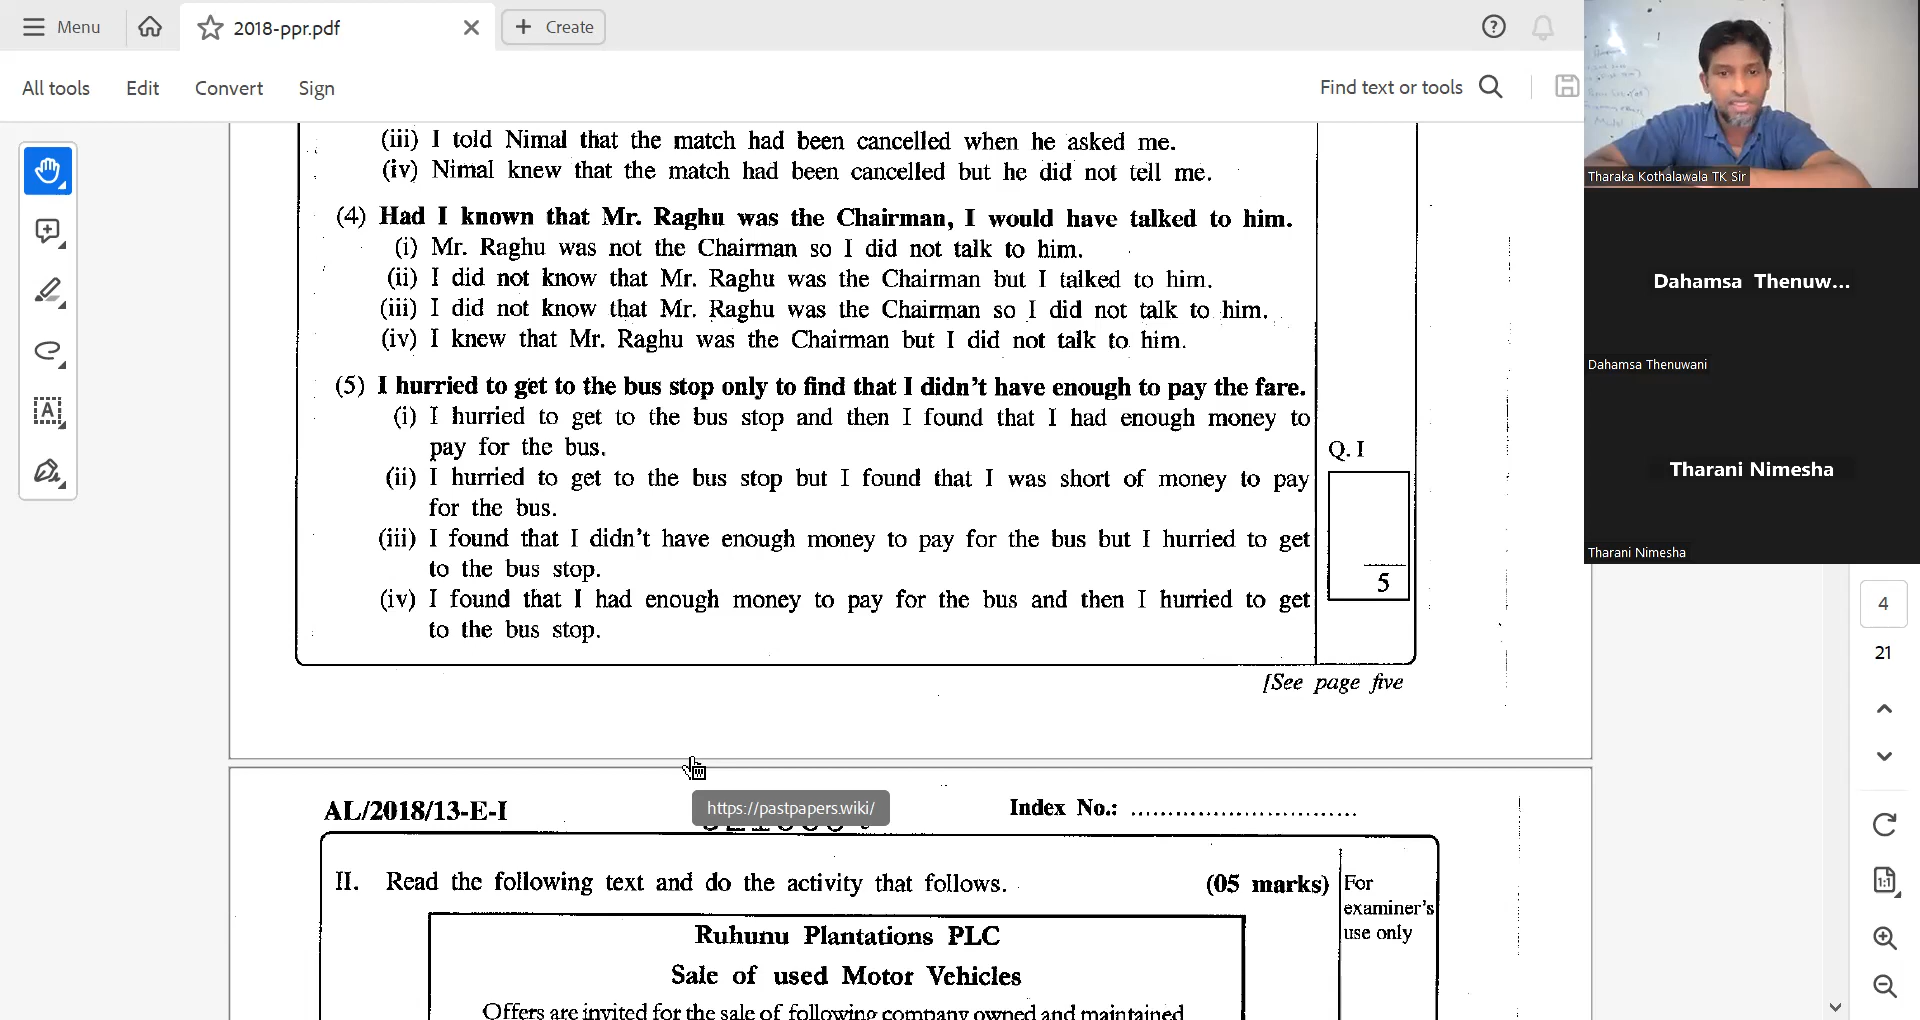 Menu
2018-ppr.pdf
Create
All tools
Edit
Convert
Sign
Find text or tools
(iii) I told Nimal that the match had been cancelled when he asked me.
(iv) Nimal knew that the match had been cancelled but he did not tell me.
(4) Had I known that Mr. Raghu was the Chairman, I would have talked to him.
(i) Mr. Raghu was not the Chairman so I did not talk to him.
(ii) I did not know that Mr. Raghu was the Chairman but I talked to him.
(iii) I did not know that Mr. Raghu was the Chairman so I did not talk to him.
(iv) I knew that Mr. Raghu was the Chairman but I did not talk to him.
(5) I hurried to get to the bus stop only to find that I didn't have enough to pay the fare.
(i) I hurried to get to the bus stop and then I found that I had enough money to
pay for the bus.
(ii) I hurried to get to the bus stop but I found that I was short of money to pay
for the bus.
(iii) I found that I didn't have enough money to pay for the bus but I hurried to get
to the bus stop.
(iv) I found that I had enough money to pay for the bus and then I hurried to get
to the bus stop.
Q. I
5
[See page five
AL/2018/13-E-I
https://pastpapers.wiki/
Index No.: ............................
II. Read the following text and do the activity that follows.
(05 marks)
For
examiner's
use only
Ruhunu Plantations PLC
Sale of used Motor Vehicles
Offers are invited for the sale of following company owned and maintained
Tharaka Kothalawala TK Sir
Dahamsa Thenuw...
Dahamsa Thenuwani
Tharani Nimesha
Tharani Nimesha
4
21
1:1